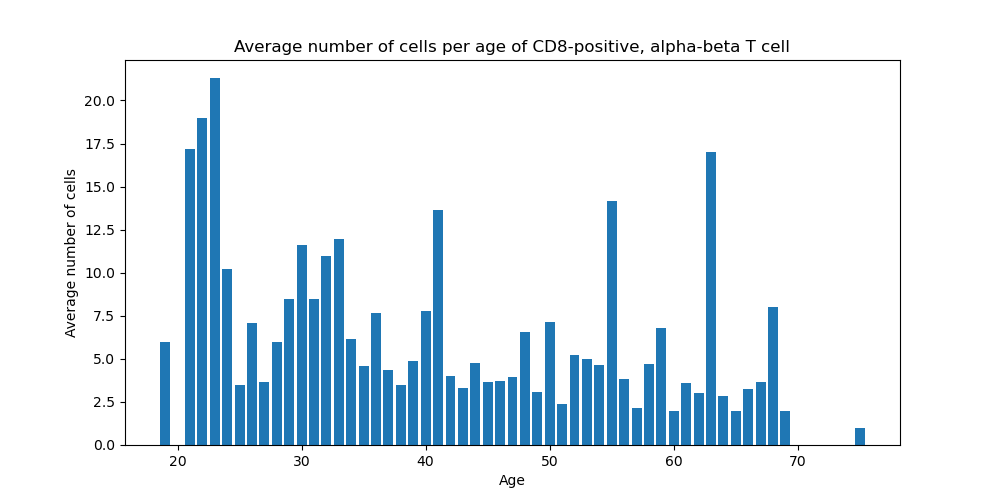 Average number of cells per age of CD8-positive, alpha-beta T cell
Average number of cells
20.0
17.5
15.0
12.5
10.0
7.5
5.0
2.5
0.0
20 30 40 50 60 70
Age